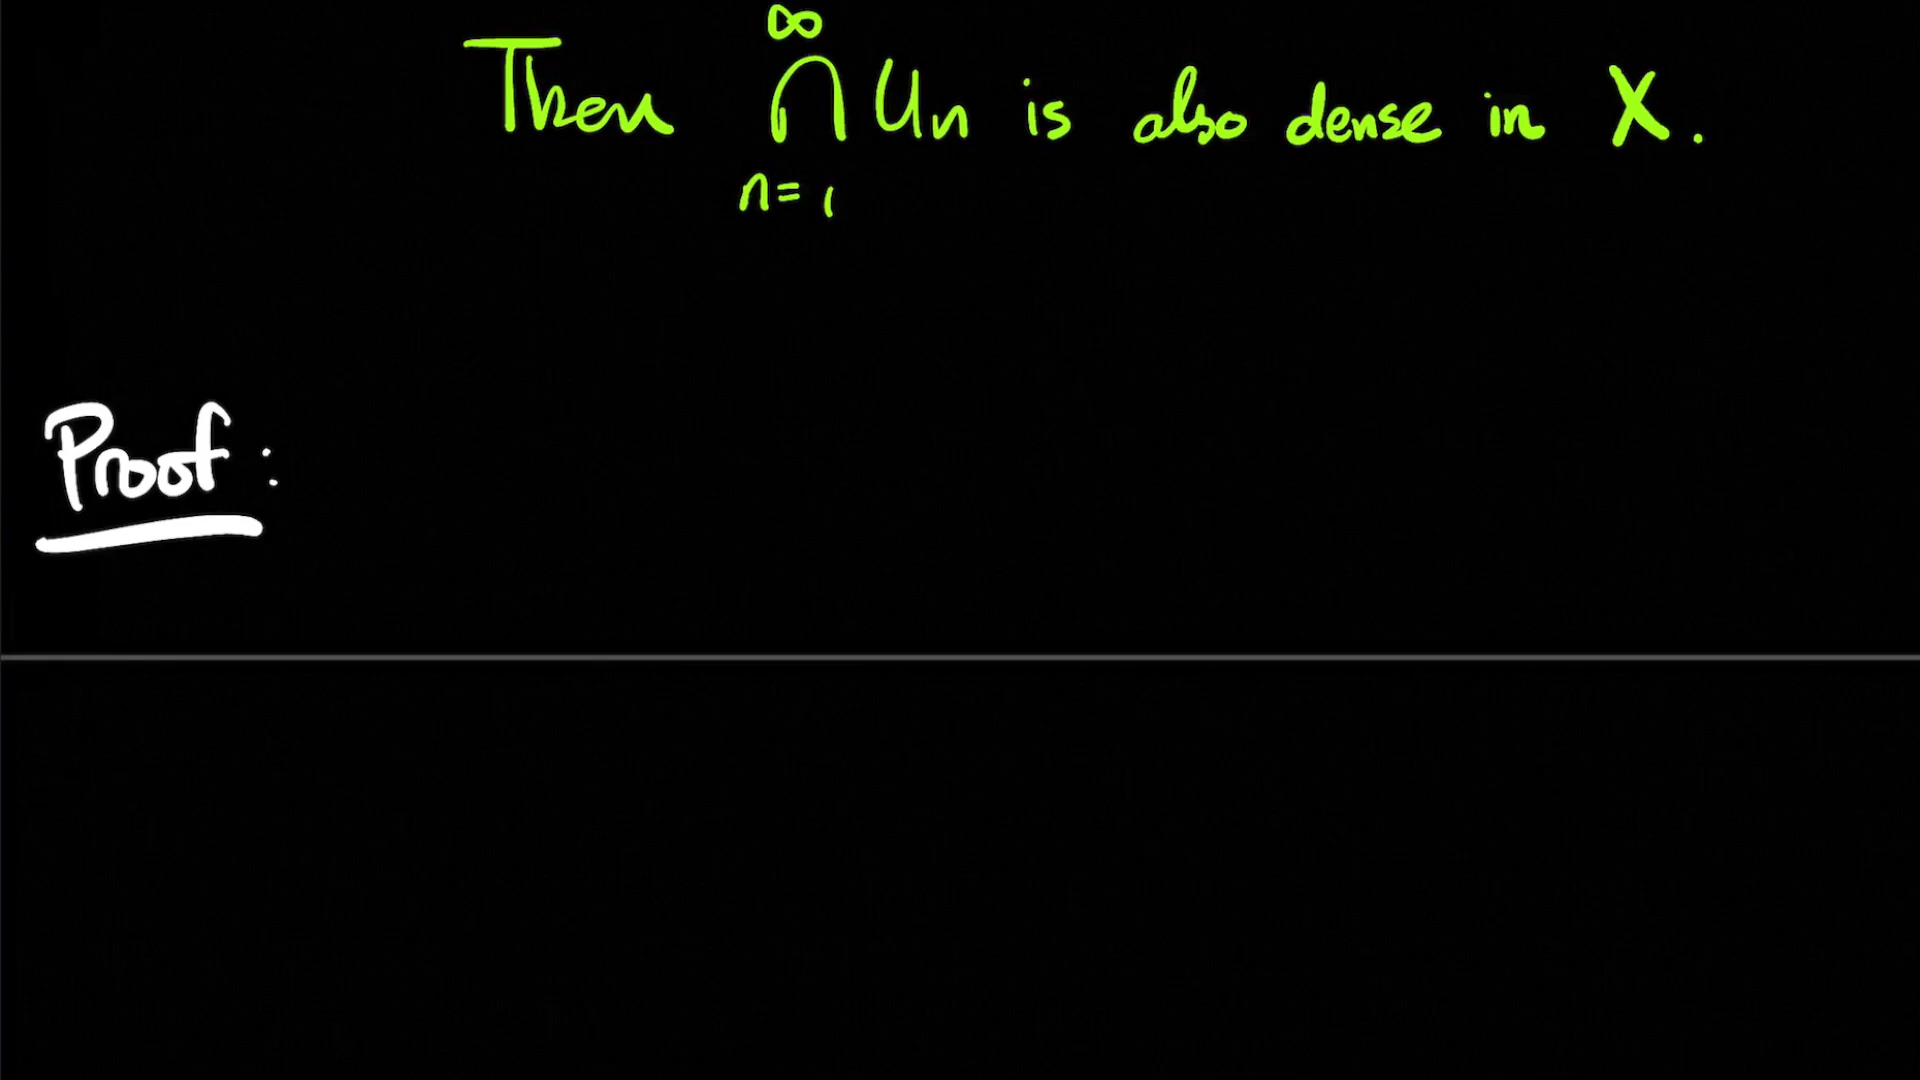 ∞
Then ∩ Un is also dense in X.
n=1
Proof: